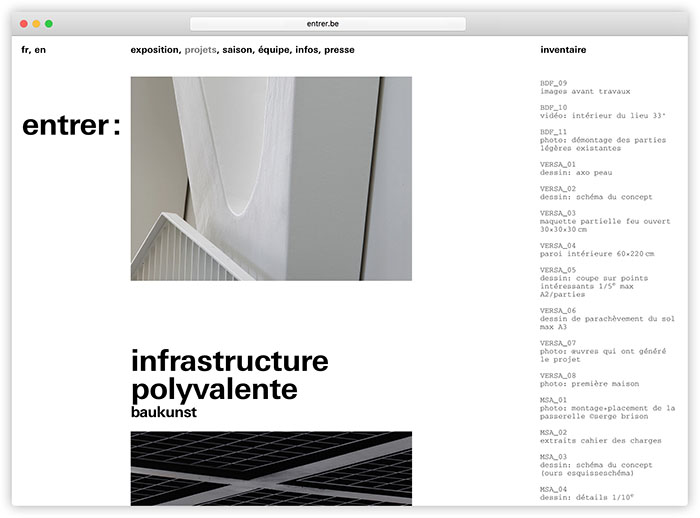 entrer.be
fr, en
exposition, projets, saison, équipe, infos, presse
inventaire
entrer :
infrastructure
polyvalente
baukunst
BDF_09
images avant travaux
BDF_10
vidéo: intérieur du lieu 33'
BDF_11
photo: démontage des parties
légères existantes
VERSA_01
dessin: axo peau
VERSA_02
dessin: schéma du concept
VERSA_03
maquette partielle feu ouvert
30×30×30 cm
VERSA_04
paroi intérieure 60×220 cm
VERSA_05
dessin: coupe sur points
intéressants 1/5e max
A2/parties
VERSA_06
dessin de parachèvement du sol
max A3
VERSA_07
photo: œuvres qui ont généré
le projet
VERSA_08
photo: première maison
MSA_01
photo: montage+placement de la
passerelle ©serge brison
MSA_02
extraits cahier des charges
MSA_03
dessin: schéma du concept
(ours esquisseschéma)
MSA_04
dessin: détails 1/10e